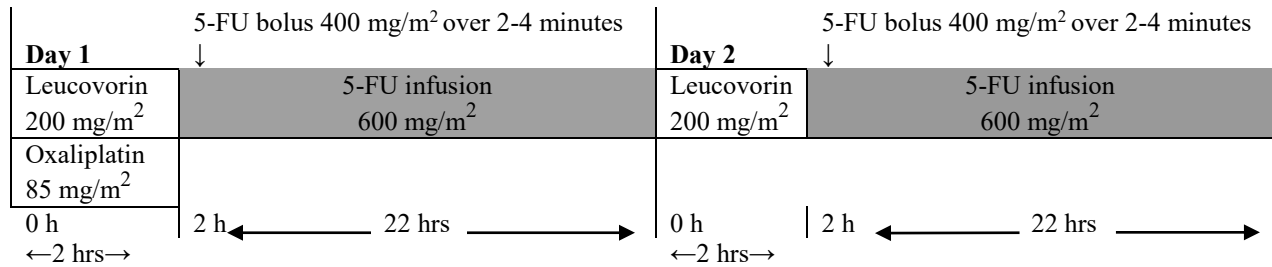 5-FU bolus 400 mg/m² over 2-4 minutes 5-FU bolus 400 mg/m² over 2-4 minutes
Day 1 ↓ Day 2 ↓
Leucovorin 5-FU infusion Leucovorin 5-FU infusion
200 mg/m² 600 mg/m² 200 mg/m² 600 mg/m²
Oxaliplatin
85 mg/m²
0 h 2 h 22 hrs 0 h 2 h 22 hrs
←2 hrs→ ←2 hrs→